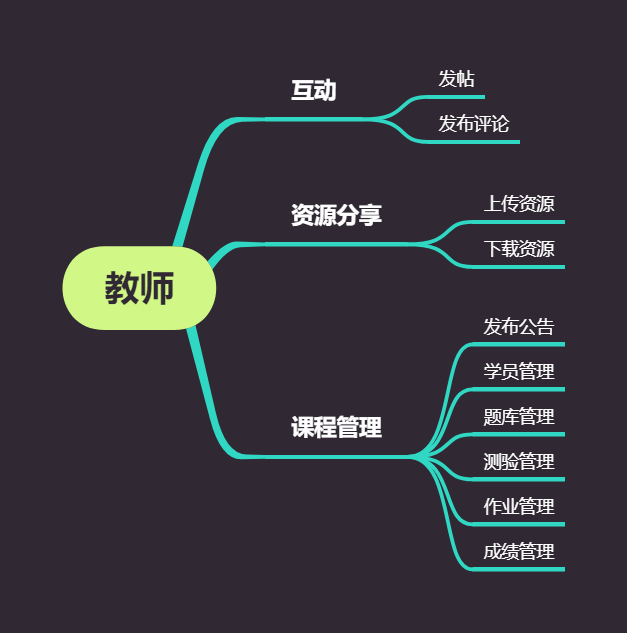 教师
互动
发帖
发布评论
资源分享
上传资源
下载资源
课程管理
发布公告
学员管理
题库管理
测验管理
作业管理
成绩管理